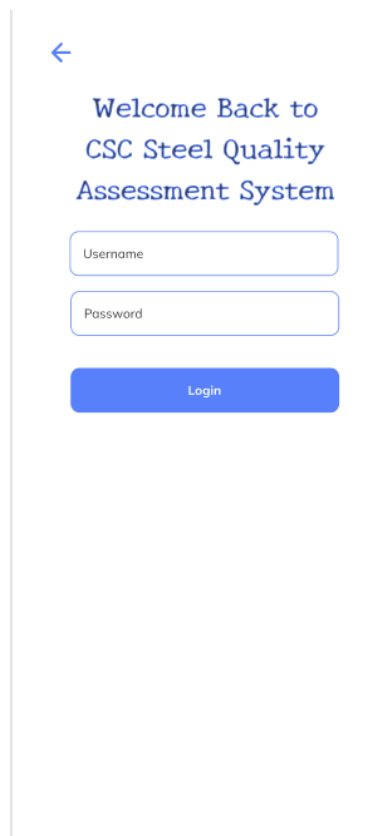 Welcome Back to
CSC Steel Quality
Assessment System
Username
Password
Login